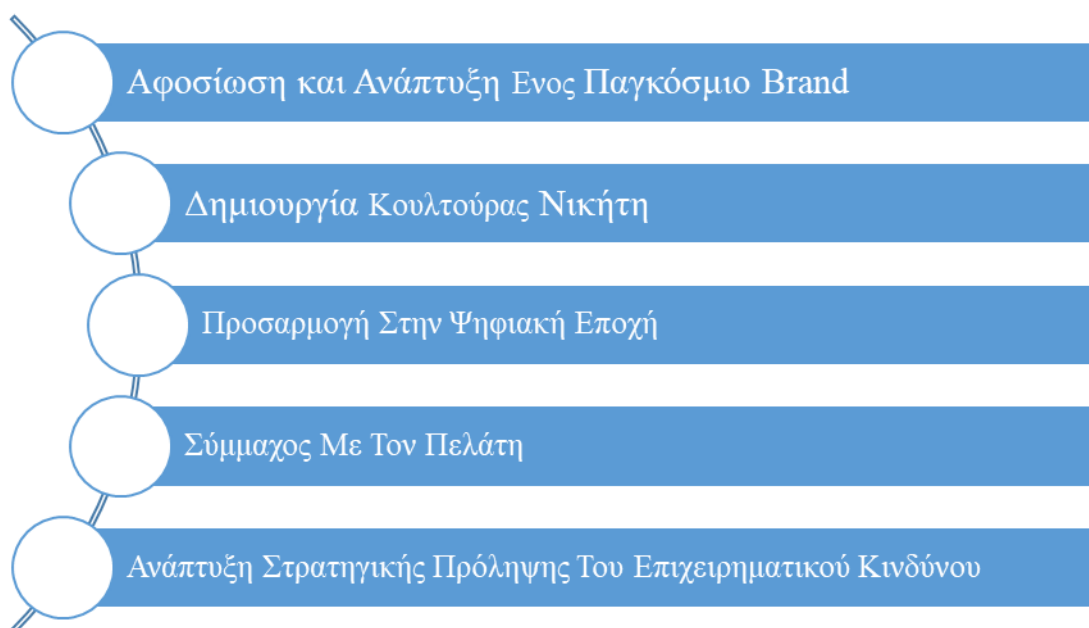 Αφοσίωση και Ανάπτυξη Ενος Παγκόσμιο Brand
Δημιουργία Κουλτούρας Νικήτη
Προσαρμογή Στην Ψηφιακή Εποχή
Σύμμαχος Με Τον Πελάτη
Ανάπτυξη Στρατηγικής Πρόληψης Του Επιχειρηματικού Κινδύνου